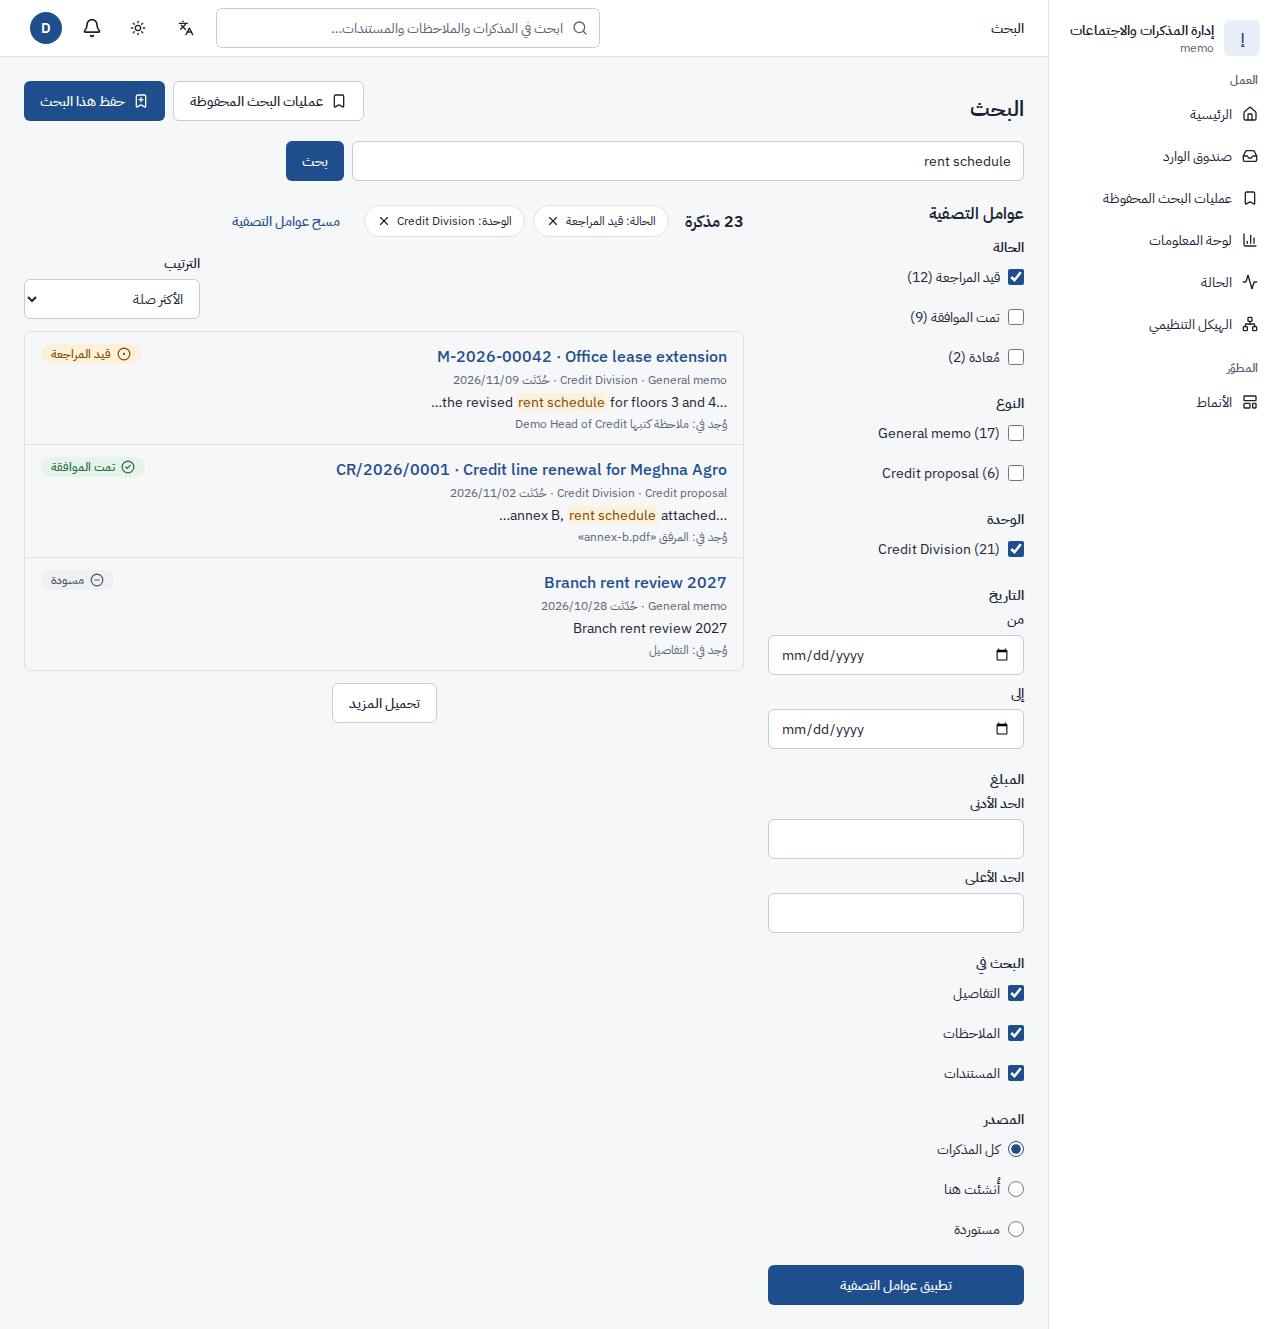 إ
إدارة المذكرات والاجتماعات
memo
العمل
الرئيسية
صندوق الوارد
عمليات البحث المحفوظة
لوحة المعلومات
الحالة
الهيكل التنظيمي
المطوّر
الأنماط
البحث
ابحث في المذكرات والملاحظات والمستندات...
D
البحث
عمليات البحث المحفوظة
حفظ هذا البحث
rent schedule
بحث
عوامل التصفية
الحالة
قيد المراجعة (12)
تمت الموافقة (9)
مُعادة (2)
النوع
General memo (17)
Credit proposal (6)
الوحدة
Credit Division (21)
التاريخ
من
mm/dd/yyyy
إلى
mm/dd/yyyy
المبلغ
الحد الأدنى
الحد الأعلى
البحث في
التفاصيل
الملاحظات
المستندات
المصدر
كل المذكرات
أُنشئت هنا
مستوردة
تطبيق عوامل التصفية
23 مذكرة
الحالة: قيد المراجعة
الوحدة: Credit Division
مسح عوامل التصفية
الترتيب
الأكثر صلة
M-2026-00042 · Office lease extension
قيد المراجعة
Credit Division · General memo · حُدّثت 2026/11/09
...the revised rent schedule for floors 3 and 4...
وُجد في: ملاحظة كتبها Demo Head of Credit
CR/2026/0001 · Credit line renewal for Meghna Agro
تمت الموافقة
Credit Division · Credit proposal · حُدّثت 2026/11/02
...annex B, rent schedule attached...
وُجد في: المرفق «annex-b.pdf»
Branch rent review 2027
مسودة
General memo · حُدّثت 2026/10/28
Branch rent review 2027
وُجد في: التفاصيل
تحميل المزيد